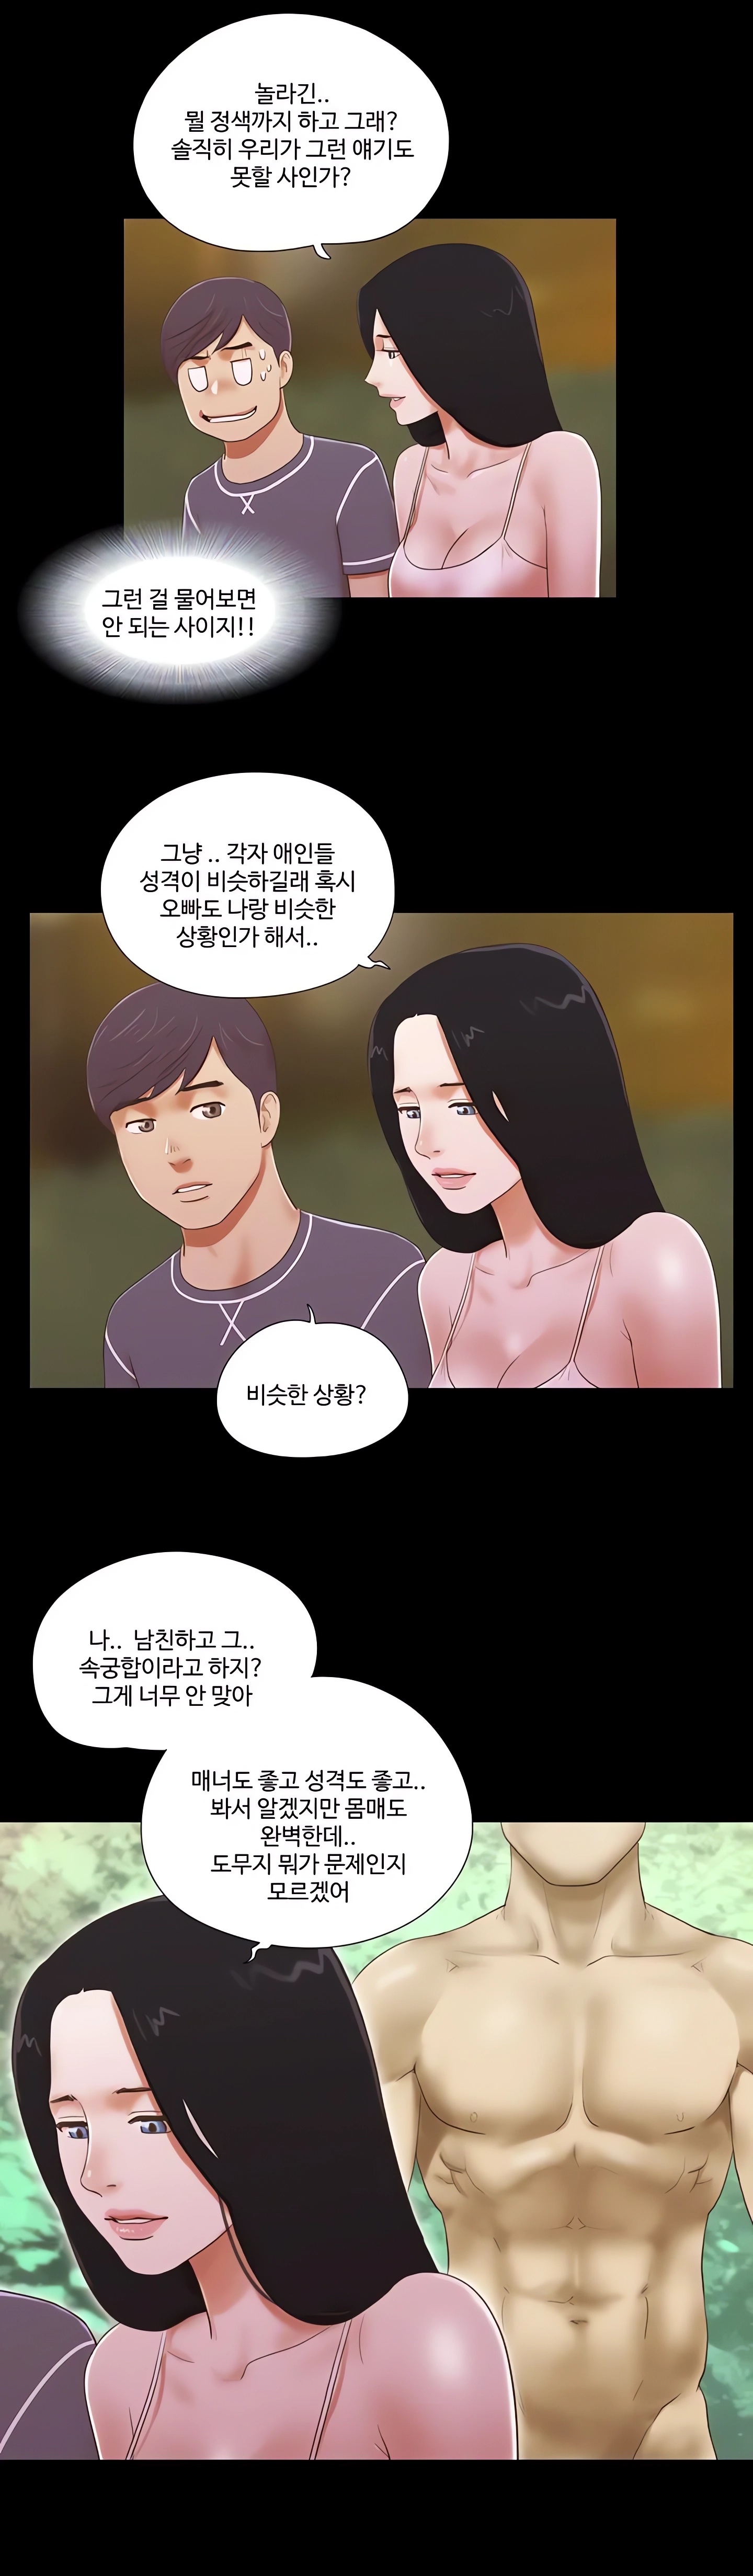 놀라긴..
뭘 정색까지 하고 그래?
솔직히 우리가 그런 얘기도
못할 사인가?
그런 걸 물어보면
안 되는 사이지!!
그냥 .. 각자 애인들
성격이 비슷하길래 혹시
오빠도 나랑 비슷한
상황인가 해서..
비슷한 상황?
나.. 남친하고 그..
속궁합이라고 하지?
그게 너무 안 맞아
매너도 좋고 성격도 좋고..
봐서 알겠지만 몸매도
완벽한데..
도무지 뭐가 문제인지
모르겠어